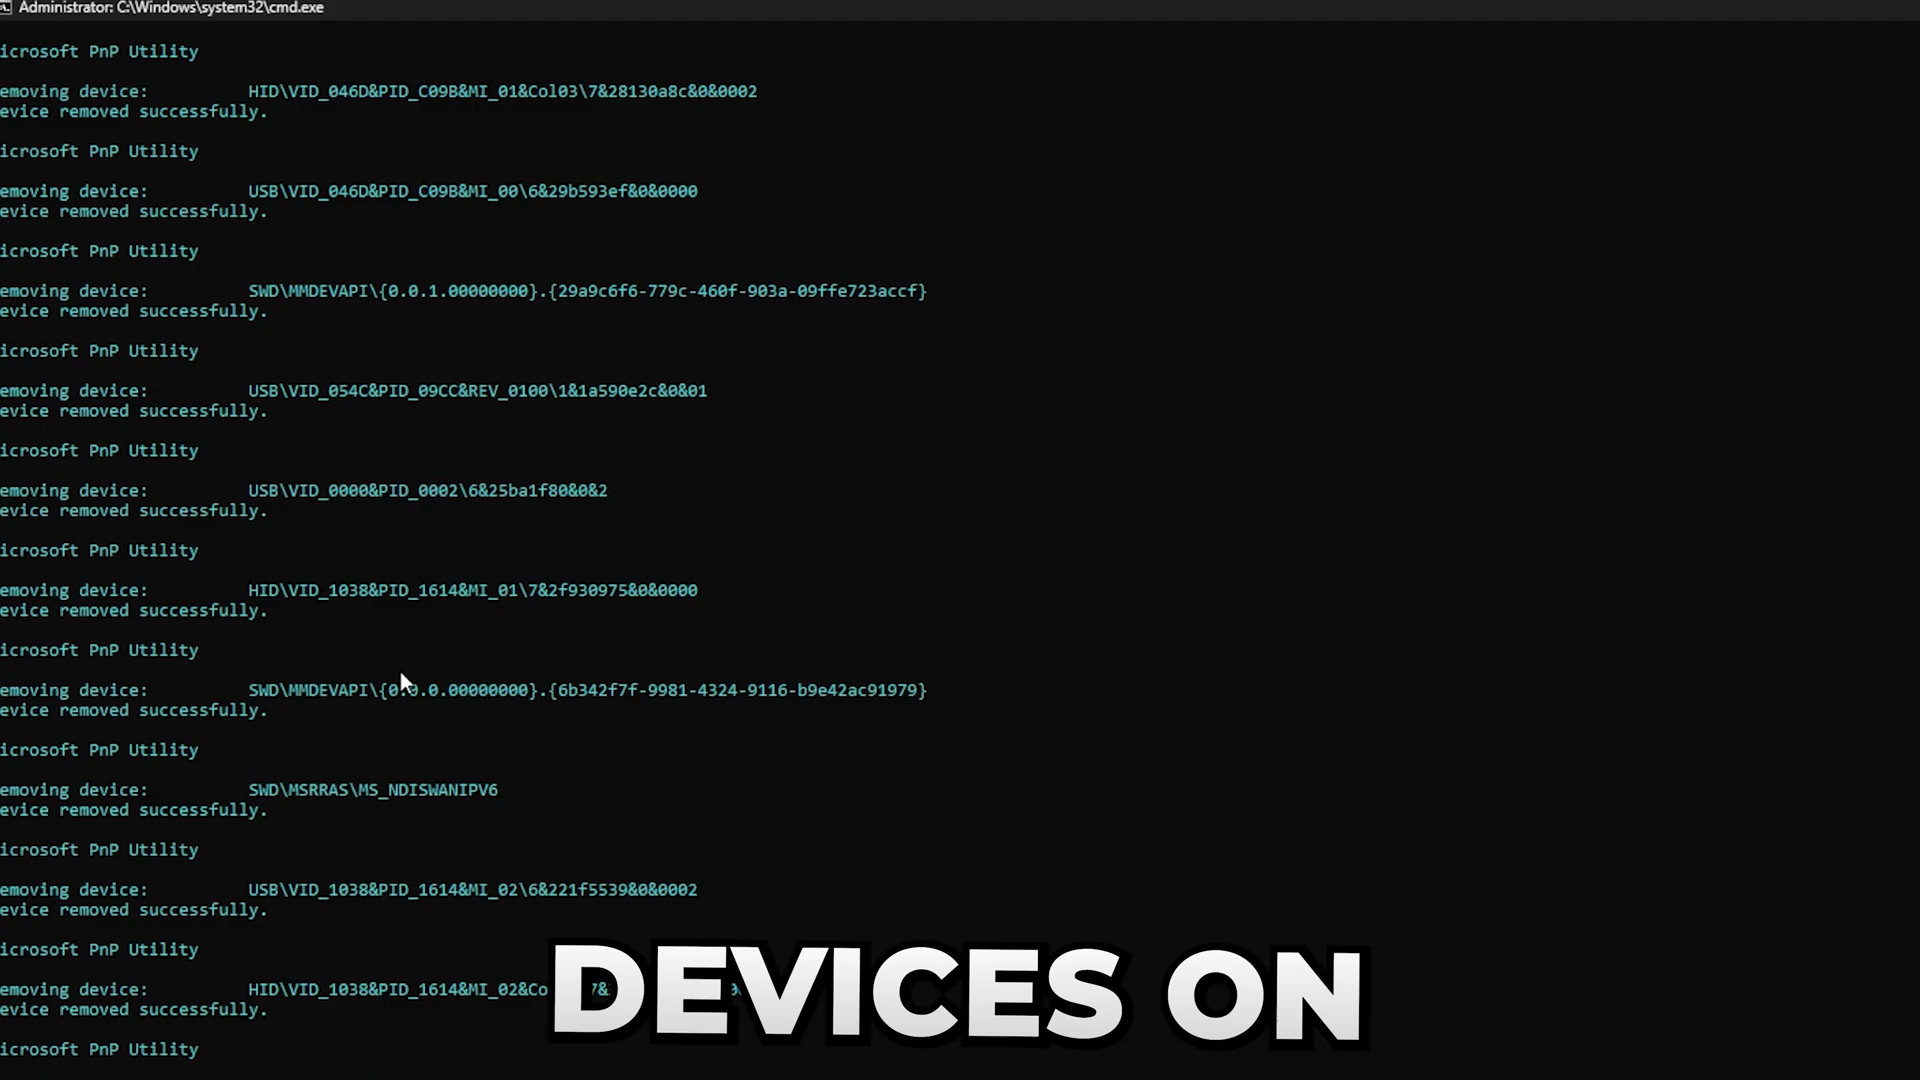 Administrator: C:\Windows\system32\cmd.exe
icrosoft PnP Utility
emoving device: HID\VID_046D&PID_C09B&MI_01&Col03\7&28130a8c&0&0002
evice removed successfully.
icrosoft PnP Utility
emoving device: USB\VID_046D&PID_C09B&MI_00\6&29b593ef&0&0000
evice removed successfully.
icrosoft PnP Utility
emoving device: SWD\MMDEVAPI\{0.0.1.00000000}.{29a9c6f6-779c-460f-903a-09ffe723accf}
evice removed successfully.
icrosoft PnP Utility
emoving device: USB\VID_054C&PID_09CC&REV_0100\1&1a590e2c&0&01
evice removed successfully.
icrosoft PnP Utility
emoving device: USB\VID_0000&PID_0002\6&25ba1f80&0&2
evice removed successfully.
icrosoft PnP Utility
emoving device: HID\VID_1038&PID_1614&MI_01\7&2f930975&0&0000
evice removed successfully.
icrosoft PnP Utility
emoving device: SWD\MMDEVAPI\{0.0.0.00000000}.{6b342f7f-9981-4324-9116-b9e42ac91979}
evice removed successfully.
icrosoft PnP Utility
emoving device: SWD\MSRRAS\MS_NDISWANIPV6
evice removed successfully.
icrosoft PnP Utility
emoving device: USB\VID_1038&PID_1614&MI_02\6&221f5539&0&0002
evice removed successfully.
icrosoft PnP Utility
emoving device: HID\VID_1038&PID_1614&MI_02&Co
evice removed successfully.
DEVICES ON
icrosoft PnP Utility